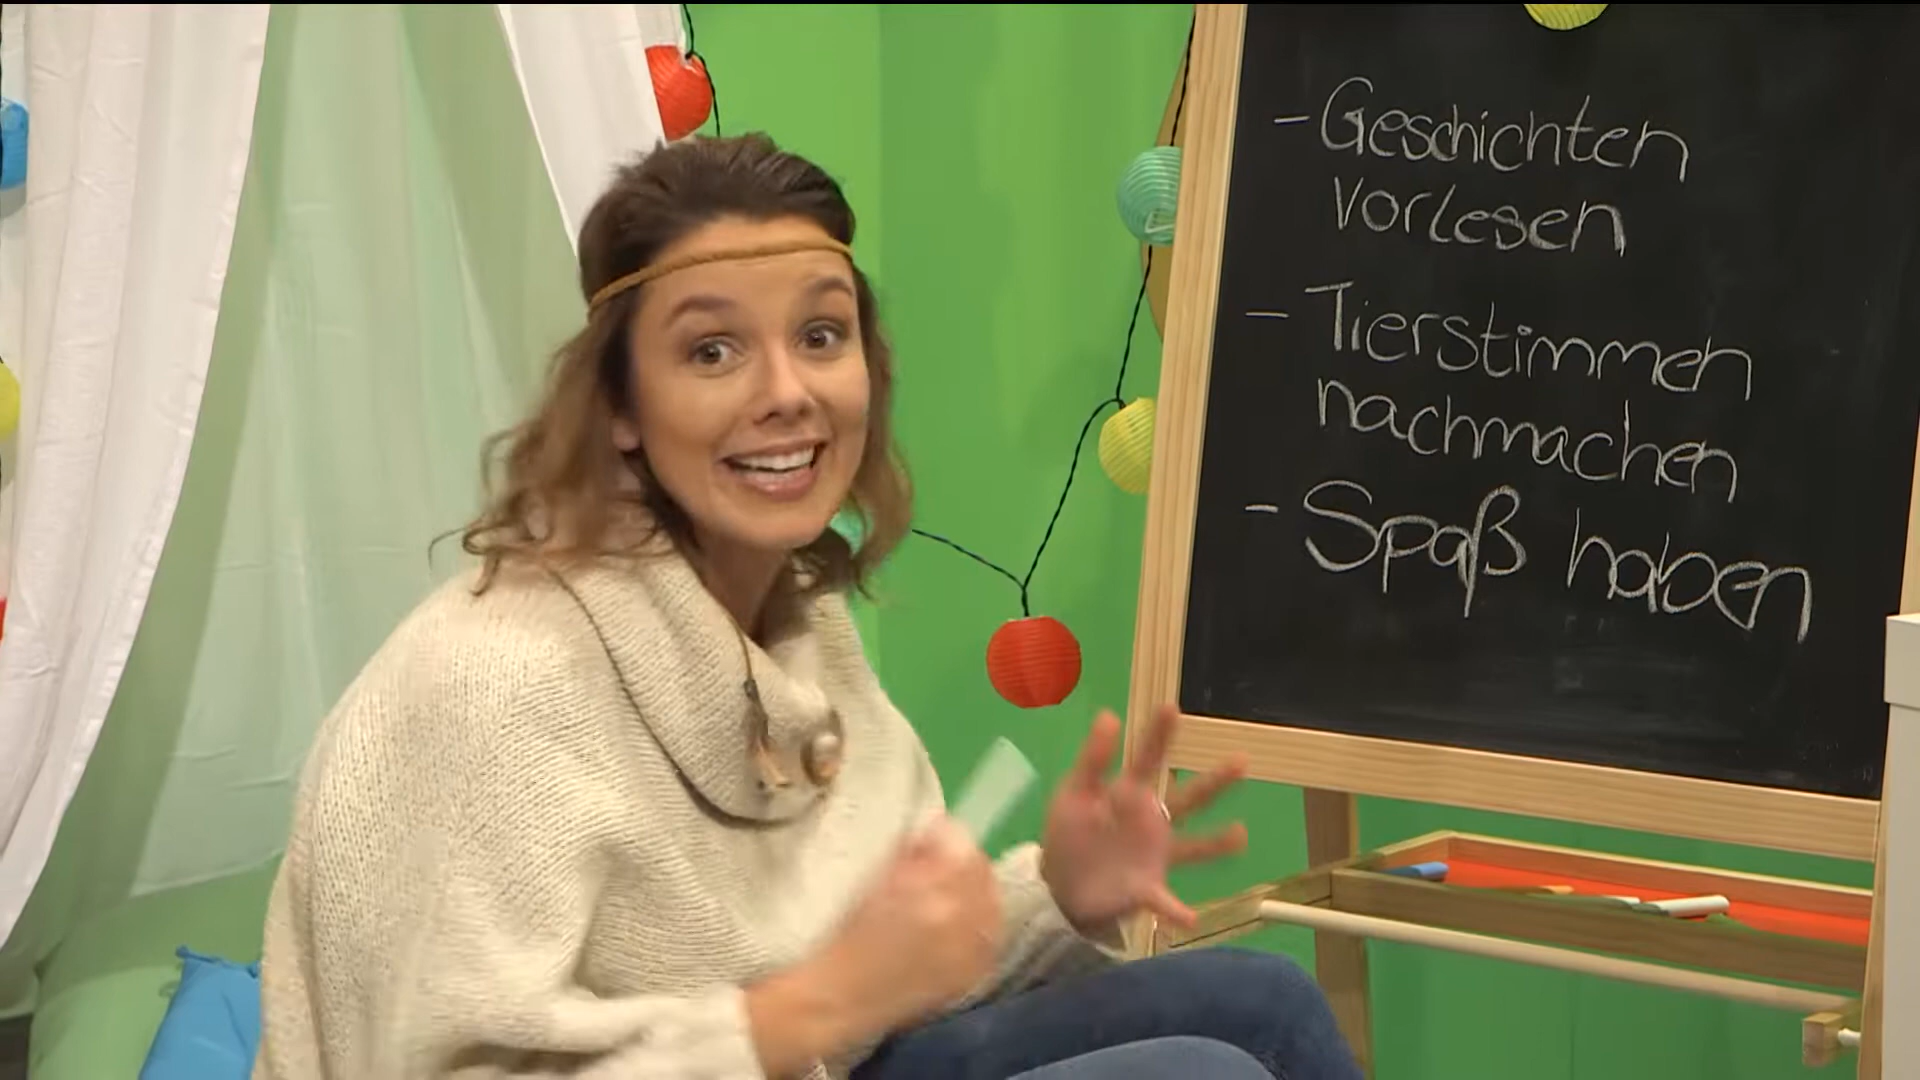 - Geschichten
vorlesen
- Tierstimmen
nachmachen
- Spaß haben